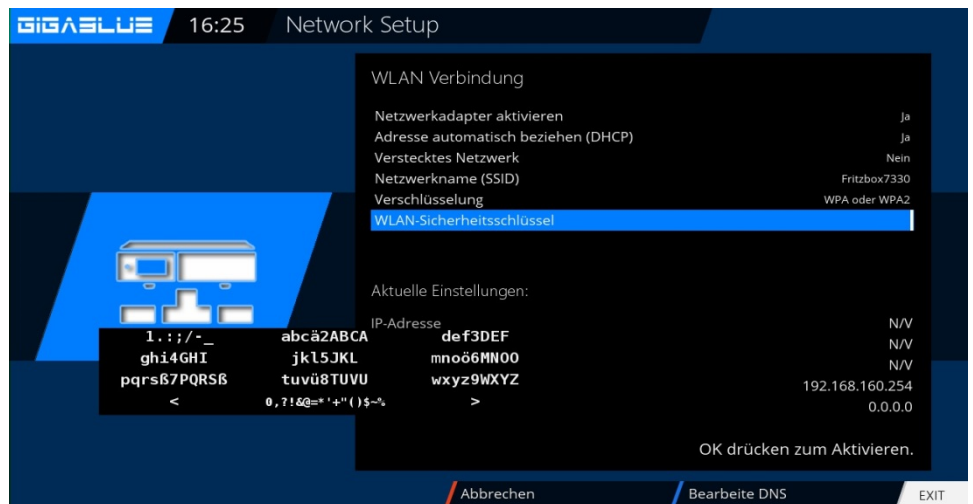 GIGABLUE 16:25 Network Setup
WLAN Verbindung
Netzwerkadapter aktivieren Ja
Adresse automatisch beziehen (DHCP) Ja
Verstecktes Netzwerk Nein
Netzwerkname (SSID) Fritzbox7330
Verschlüsselung WPA oder WPA2
WLAN-Sicherheitsschlüssel
Aktuelle Einstellungen:
IP-Adresse N/V
N/V
N/V
192.168.160.254
0.0.0.0
1.:;/-_ abcä2ABCA def3DEF
ghi4GHI jkl5JKL mnoö6MNOO
pqrsß7PQRSß tuvü8TUVU wxyz9WXYZ
< 0,?!&@=*'+"()$~% >
OK drücken zum Aktivieren.
Abbrechen Bearbeite DNS EXIT